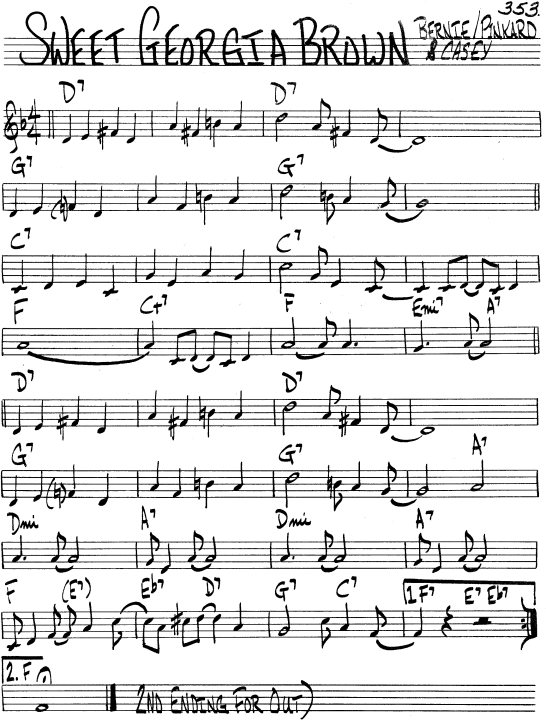 353.
SWEET GEORGIA BROWN BERNIE/PINKARD
& CASEY
D7 D7
4
4
G7 G7
C7 C7
F C+7 F Emi7 A7
D7 D7
G7 G7 A7
Dmi A7 Dmi A7
F (E7) Eb7 D7 G7 C7 1. F7 E7 Eb7
2. F
2ND ENDING FOR OUT)